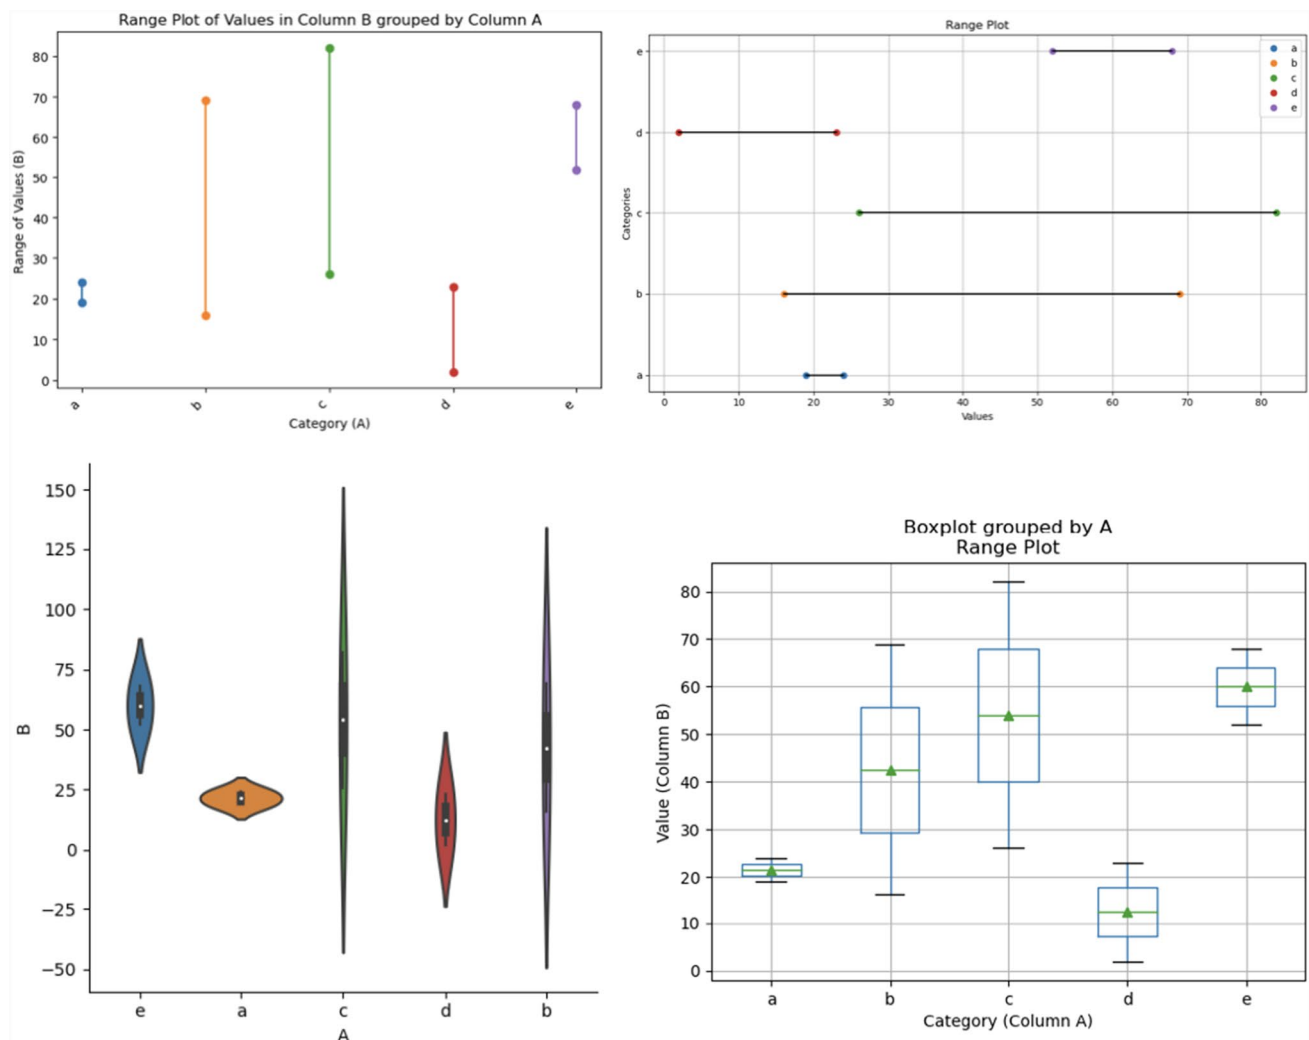 Range Plot of Values in Column B grouped by Column A
Range of Values (B)
80
70
60
50
40
30
20
10
0
a
b
c
d
e
Category (A)
Range Plot
Categories
e
d
c
b
a
0
10
20
30
40
50
60
70
80
Values
a
b
c
d
e
B
150
125
100
75
50
25
0
−25
−50
e
a
c
d
b
A
Boxplot grouped by A
Range Plot
Value (Column B)
80
70
60
50
40
30
20
10
0
a
b
c
d
e
Category (Column A)